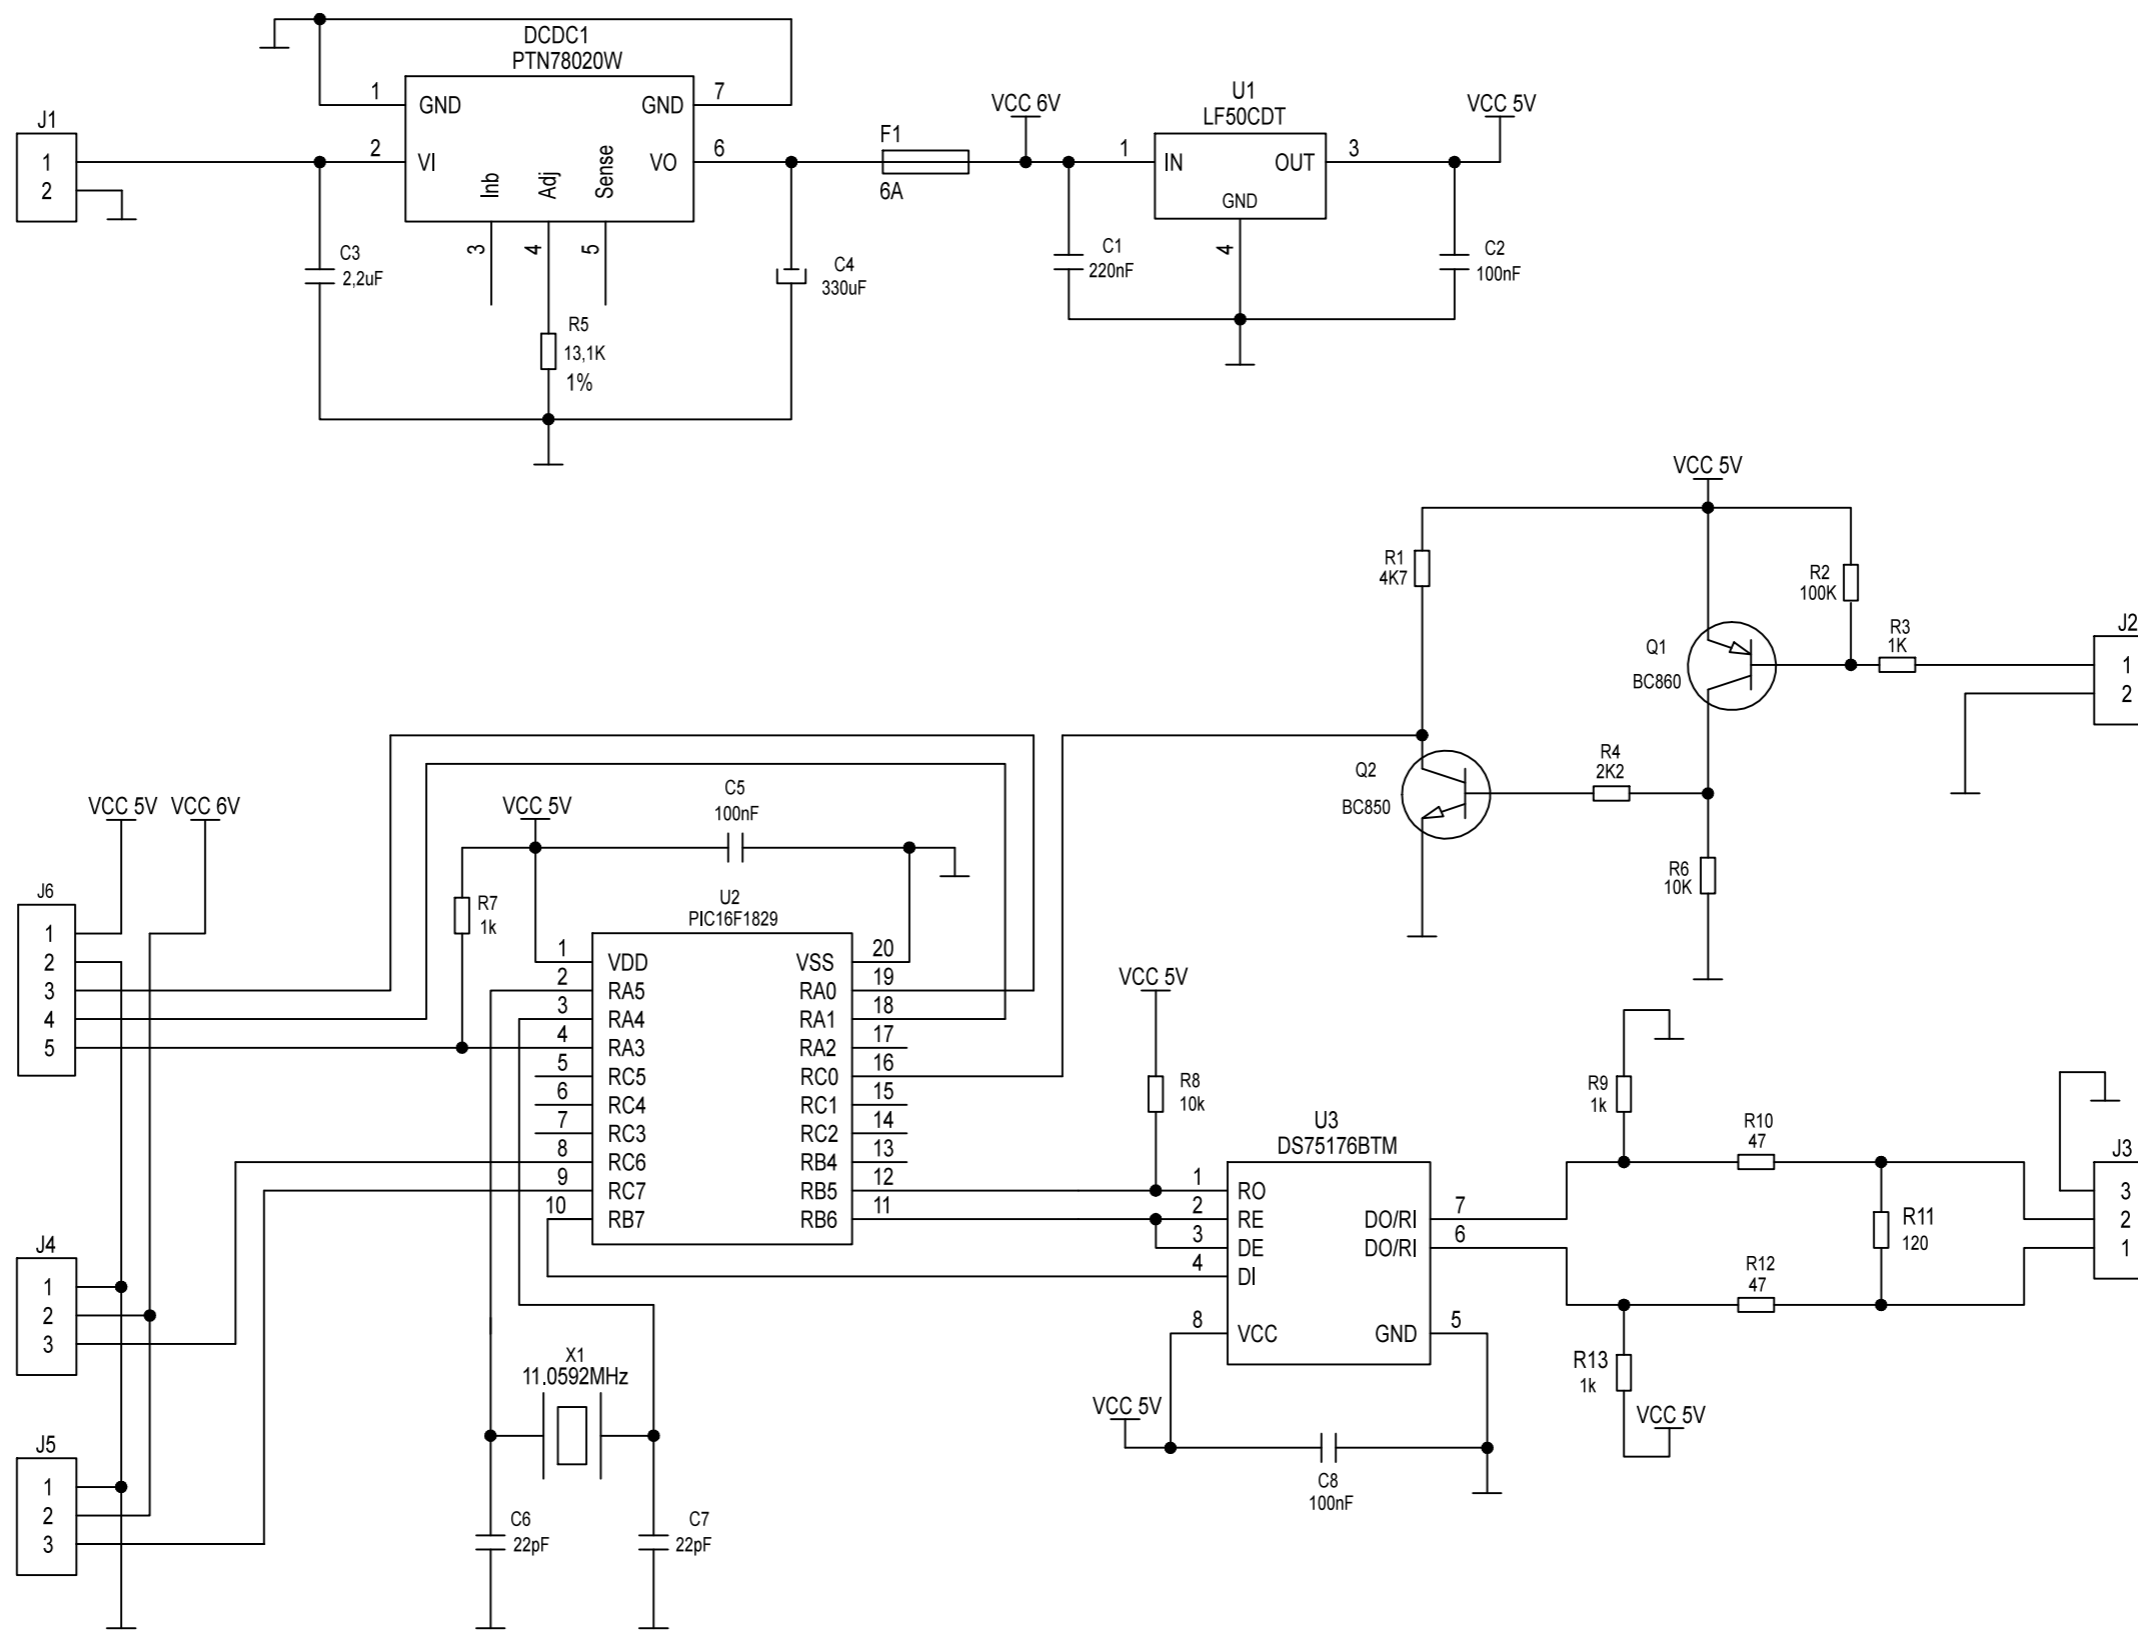 DCDC1
PTN78020W
1
GND
GND
7
J1
1
2
2
VI
VO
6
Inb
Adj
Sense
3
4
5
C3
2,2uF
C4
330uF
R5
13,1K
1%
F1
6A
VCC 6V
U1
LF50CDT
1
IN
OUT
3
GND
4
VCC 5V
C1
220nF
C2
100nF
VCC 5V
R1
4K7
R2
100K
R3
1K
J2
1
2
Q1
BC860
Q2
BC850
R4
2K2
R6
10K
VCC 5V
VCC 6V
VCC 5V
C5
100nF
J6
1
2
3
4
5
R7
1k
U2
PIC16F1829
1
VDD
VSS
20
2
RA5
RA0
19
3
RA4
RA1
18
4
RA3
RA2
17
5
RC5
RC0
16
6
RC4
RC1
15
7
RC3
RC2
14
8
RC6
RB4
13
9
RC7
RB5
12
10
RB7
RB6
11
VCC 5V
R8
10k
U3
DS75176BTM
1
RO
2
RE
DO/RI
7
3
DE
DO/RI
6
4
DI
8
VCC
GND
5
VCC 5V
C8
100nF
R9
1k
R10
47
R11
120
R12
47
R13
1k
VCC 5V
J3
3
2
1
J4
1
2
3
J5
1
2
3
X1
11.0592MHz
C6
22pF
C7
22pF